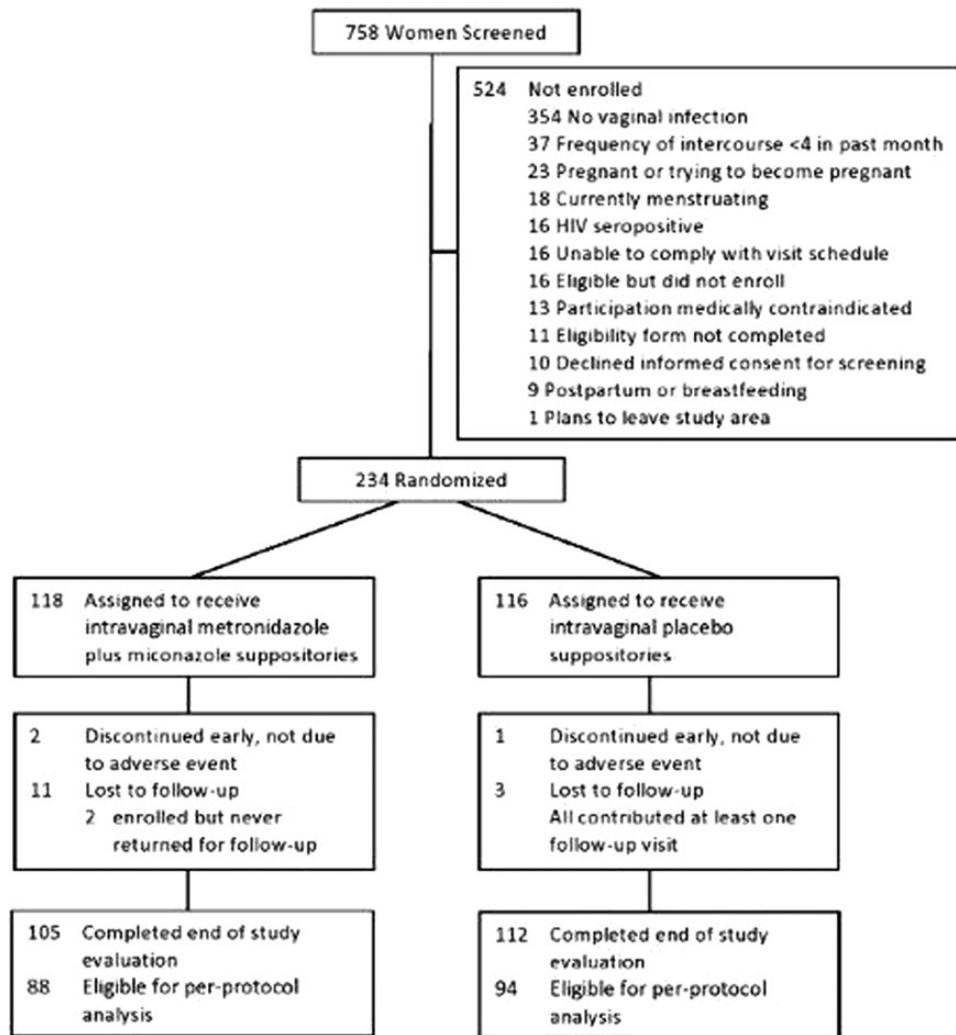 758 Women Screened
524 Not enrolled
354 No vaginal infection
37 Frequency of intercourse <4 in past month
23 Pregnant or trying to become pregnant
18 Currently menstruating
16 HIV seropositive
16 Unable to comply with visit schedule
16 Eligible but did not enroll
13 Participation medically contraindicated
11 Eligibility form not completed
10 Declined informed consent for screening
9 Postpartum or breastfeeding
1 Plans to leave study area
234 Randomized
118 Assigned to receive
intravaginal metronidazole
plus miconazole suppositories
116 Assigned to receive
intravaginal placebo
suppositories
2 Discontinued early, not due
to adverse event
11 Lost to follow-up
2 enrolled but never
returned for follow-up
1 Discontinued early, not due
to adverse event
3 Lost to follow-up
All contributed at least one
follow-up visit
105 Completed end of study
evaluation
88 Eligible for per-protocol
analysis
112 Completed end of study
evaluation
94 Eligible for per-protocol
analysis